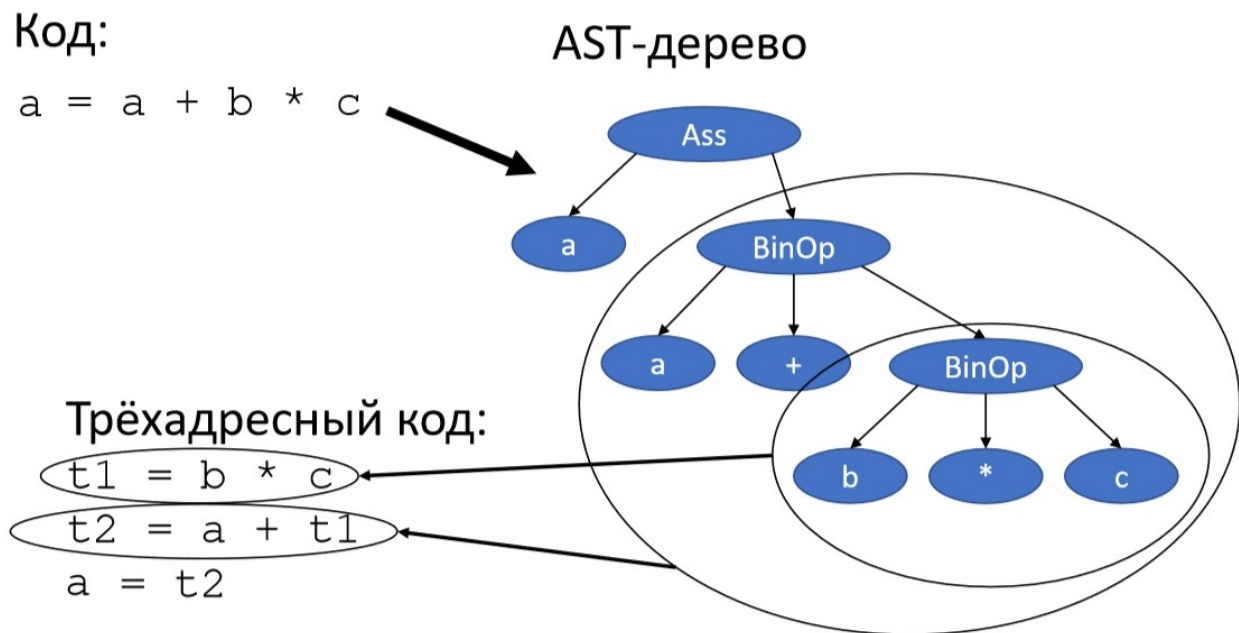 Код:
AST-дерево
a = a + b * c
Ass
a
BinOp
a
+
BinOp
b
*
c
Трёхадресный код:
t1 = b * c
t2 = a + t1
a = t2